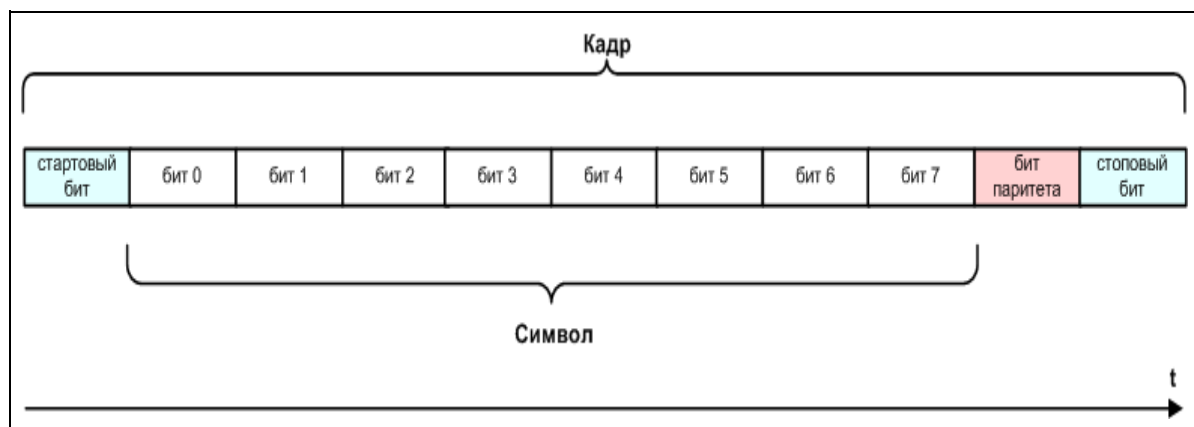 Кадр
стартовый
бит
бит 0
бит 1
бит 2
бит 3
бит 4
бит 5
бит 6
бит 7
бит
паритета
стоповый
бит
Символ
t